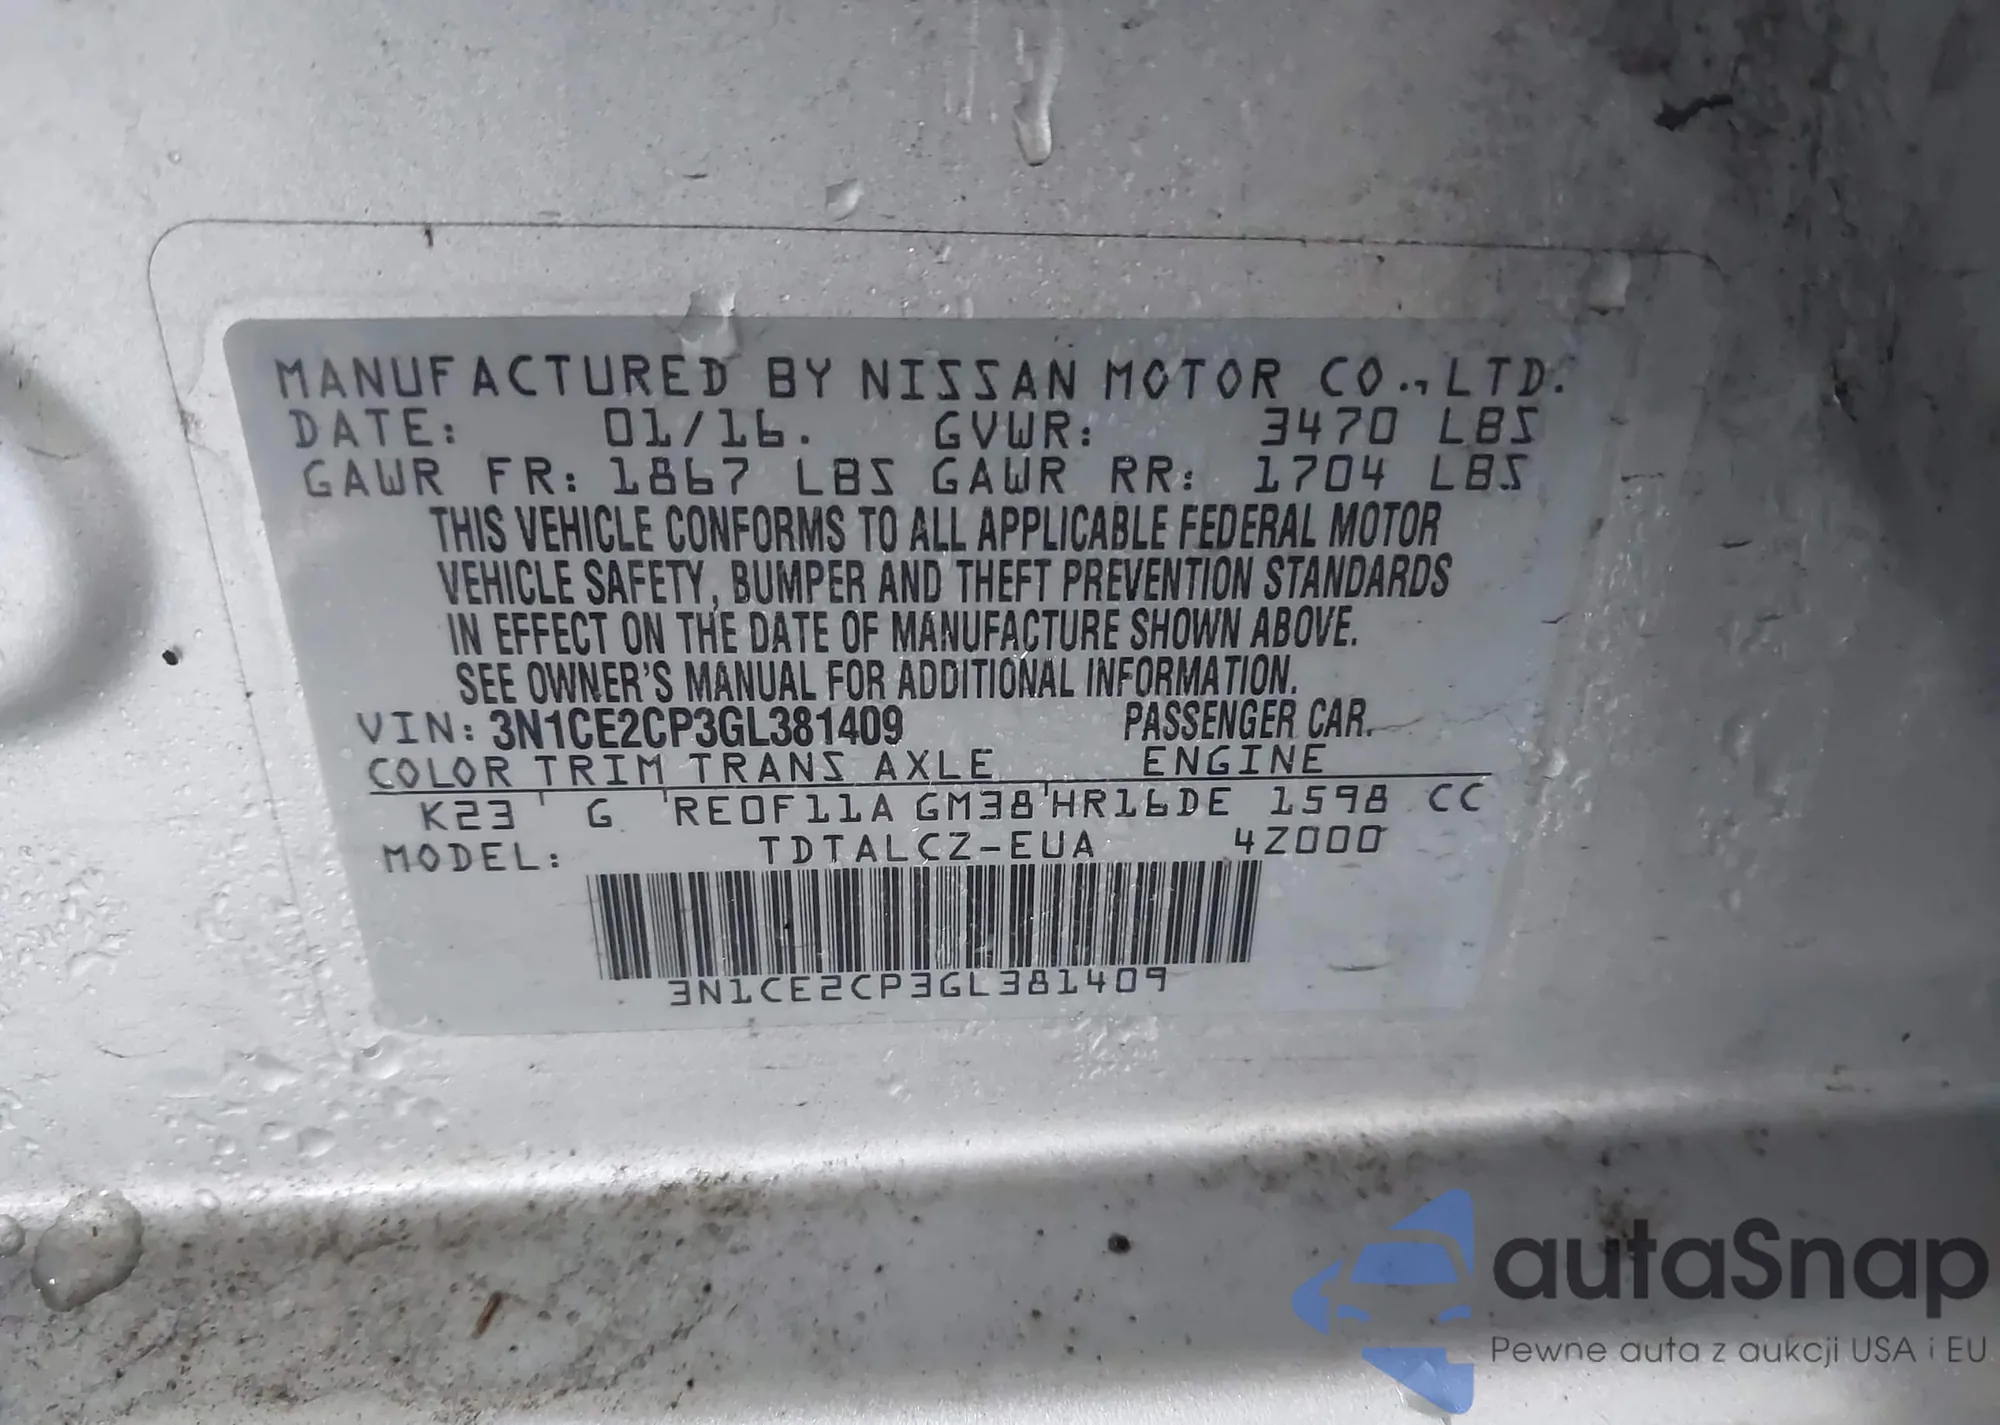 MANUFACTURED BY NISSAN MOTOR CO., LTD.
DATE: 01/16. GVWR: 3470 LBS
GAWR FR: 1867 LBS GAWR RR: 1704 LBS
THIS VEHICLE CONFORMS TO ALL APPLICABLE FEDERAL MOTOR
VEHICLE SAFETY, BUMPER AND THEFT PREVENTION STANDARDS
IN EFFECT ON THE DATE OF MANUFACTURE SHOWN ABOVE.
SEE OWNER'S MANUAL FOR ADDITIONAL INFORMATION.
VIN: 3N1CE2CP3GL381409 PASSENGER CAR.
COLOR TRIM TRANS AXLE ENGINE
K23 G RE0F11A GM38 HR16DE 1598 CC
MODEL: TDTALCZ-EUA 4Z000
3N1CE2CP3GL381409
autaSnap
Pewne auta z aukcji USA i EU